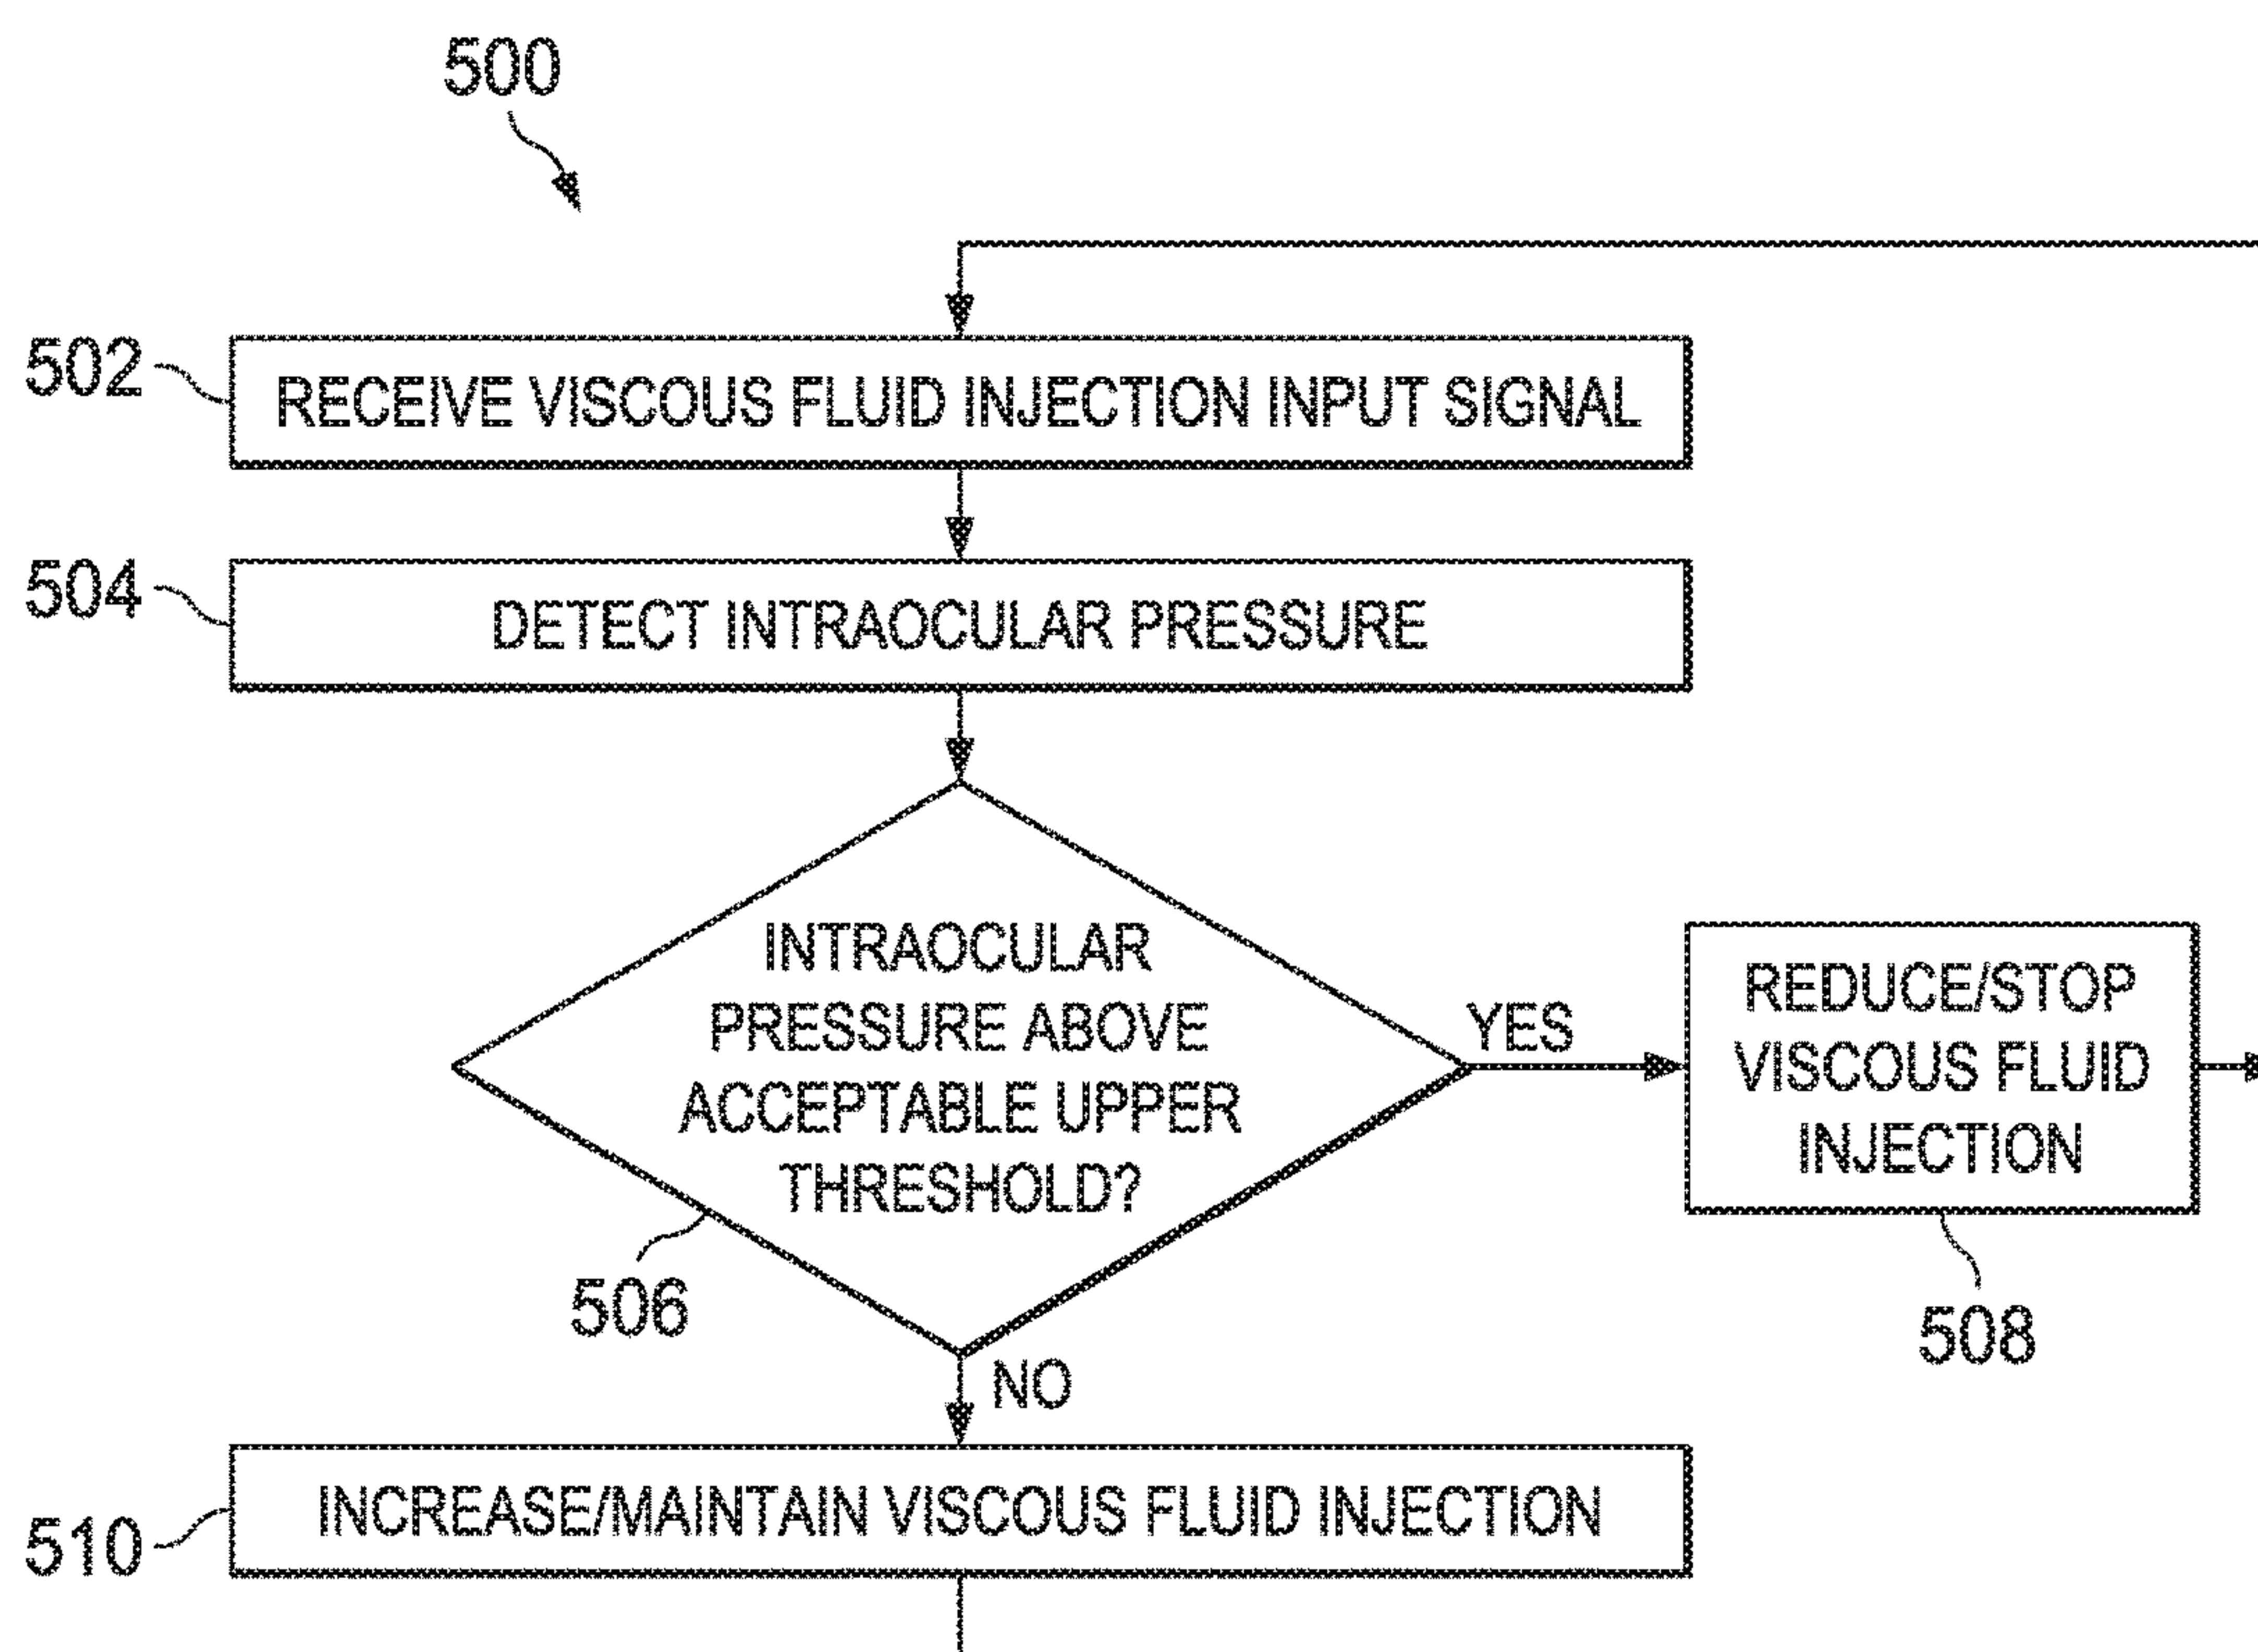 500
502
RECEIVE VISCOUS FLUID INJECTION INPUT SIGNAL
504
DETECT INTRAOCULAR PRESSURE
INTRAOCULAR
PRESSURE ABOVE
ACCEPTABLE UPPER
THRESHOLD?
YES
REDUCE/STOP
VISCOUS FLUID
INJECTION
506
508
NO
510
INCREASE/MAINTAIN VISCOUS FLUID INJECTION